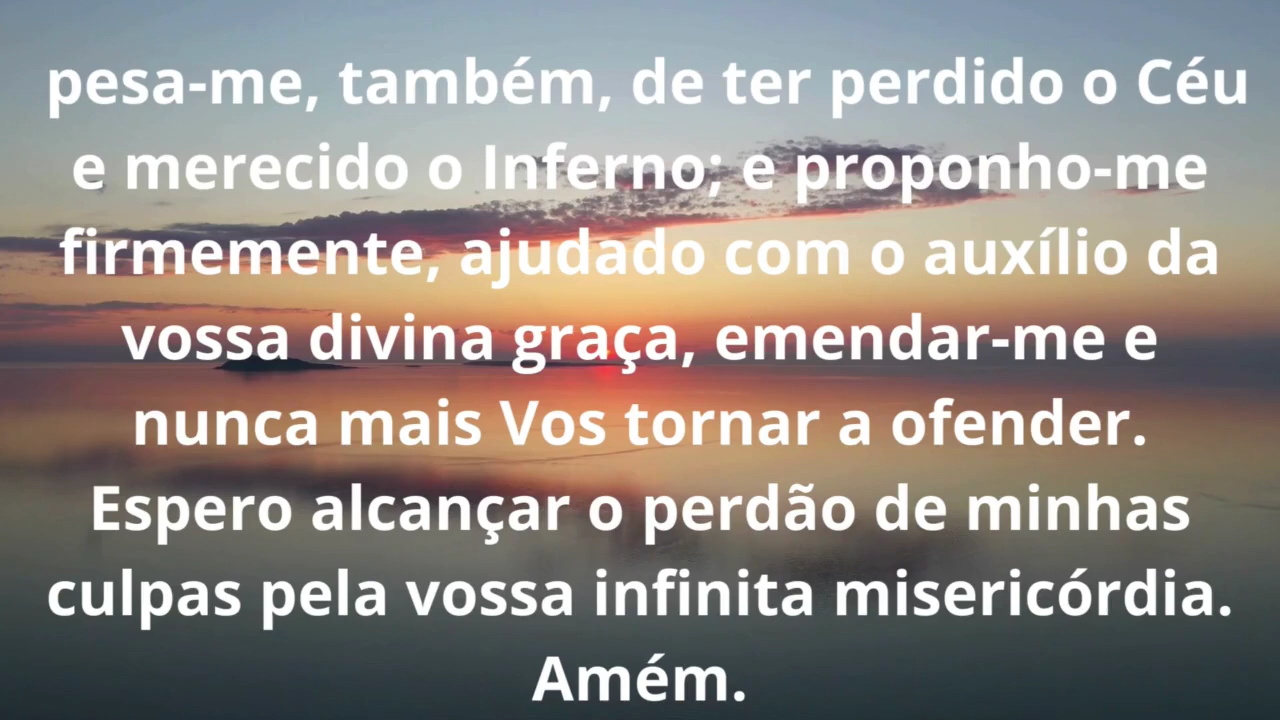 pesa-me, também, de ter perdido o Céu
e merecido o Inferno; e proponho-me
firmemente, ajudado com o auxílio da
vossa divina graça, emendar-me e
nunca mais Vos tornar a ofender.
Espero alcançar o perdão de minhas
culpas pela vossa infinita misericórdia.
Amém.